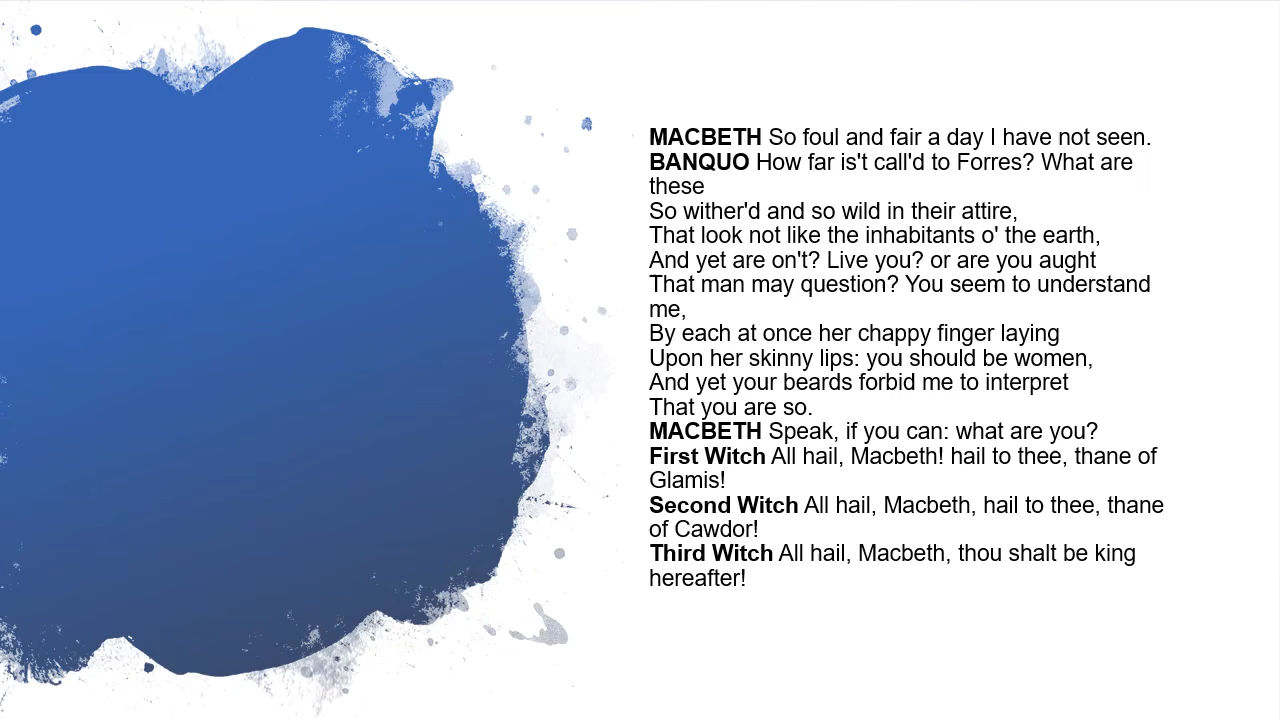 MACBETH So foul and fair a day I have not seen.
BANQUO How far is't call'd to Forres? What are
these
So wither'd and so wild in their attire,
That look not like the inhabitants o' the earth,
And yet are on't? Live you? or are you aught
That man may question? You seem to understand
me,
By each at once her chappy finger laying
Upon her skinny lips: you should be women,
And yet your beards forbid me to interpret
That you are so.
MACBETH Speak, if you can: what are you?
First Witch All hail, Macbeth! hail to thee, thane of
Glamis!
Second Witch All hail, Macbeth, hail to thee, thane
of Cawdor!
Third Witch All hail, Macbeth, thou shalt be king
hereafter!